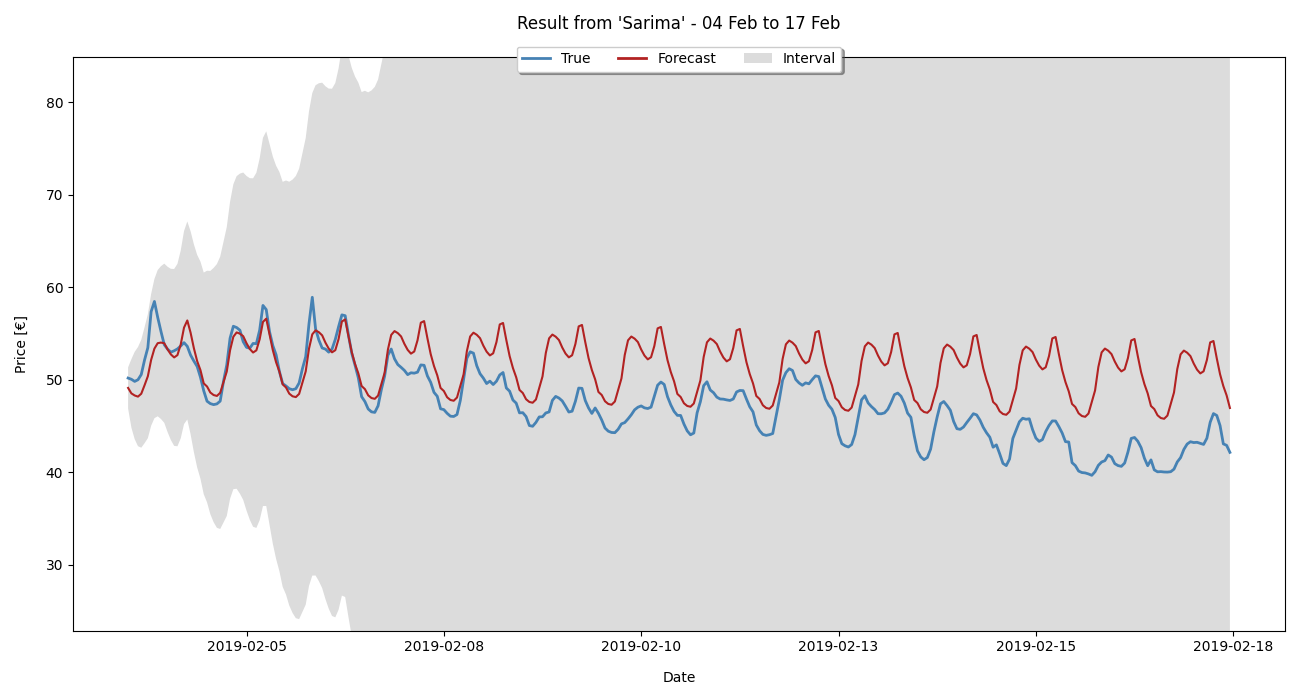 Result from 'Sarima' - 04 Feb to 17 Feb
True Forecast Interval
80
70
60
50
40
30
Price [€]
2019-02-05 2019-02-08 2019-02-10 2019-02-13 2019-02-15 2019-02-18
Date